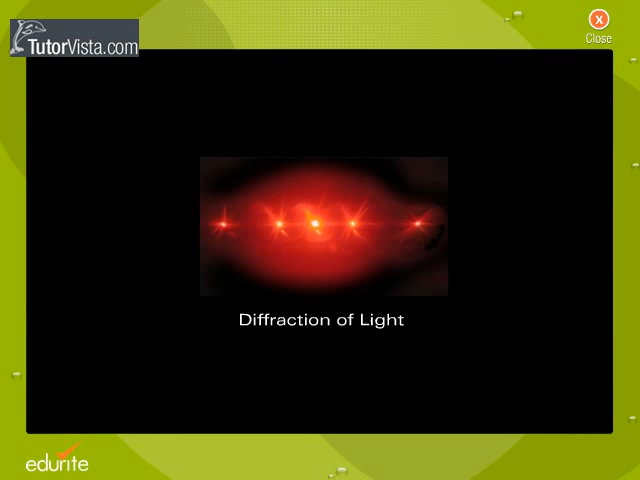 TutorVista.com
X
Close
Diffraction of Light
edurite